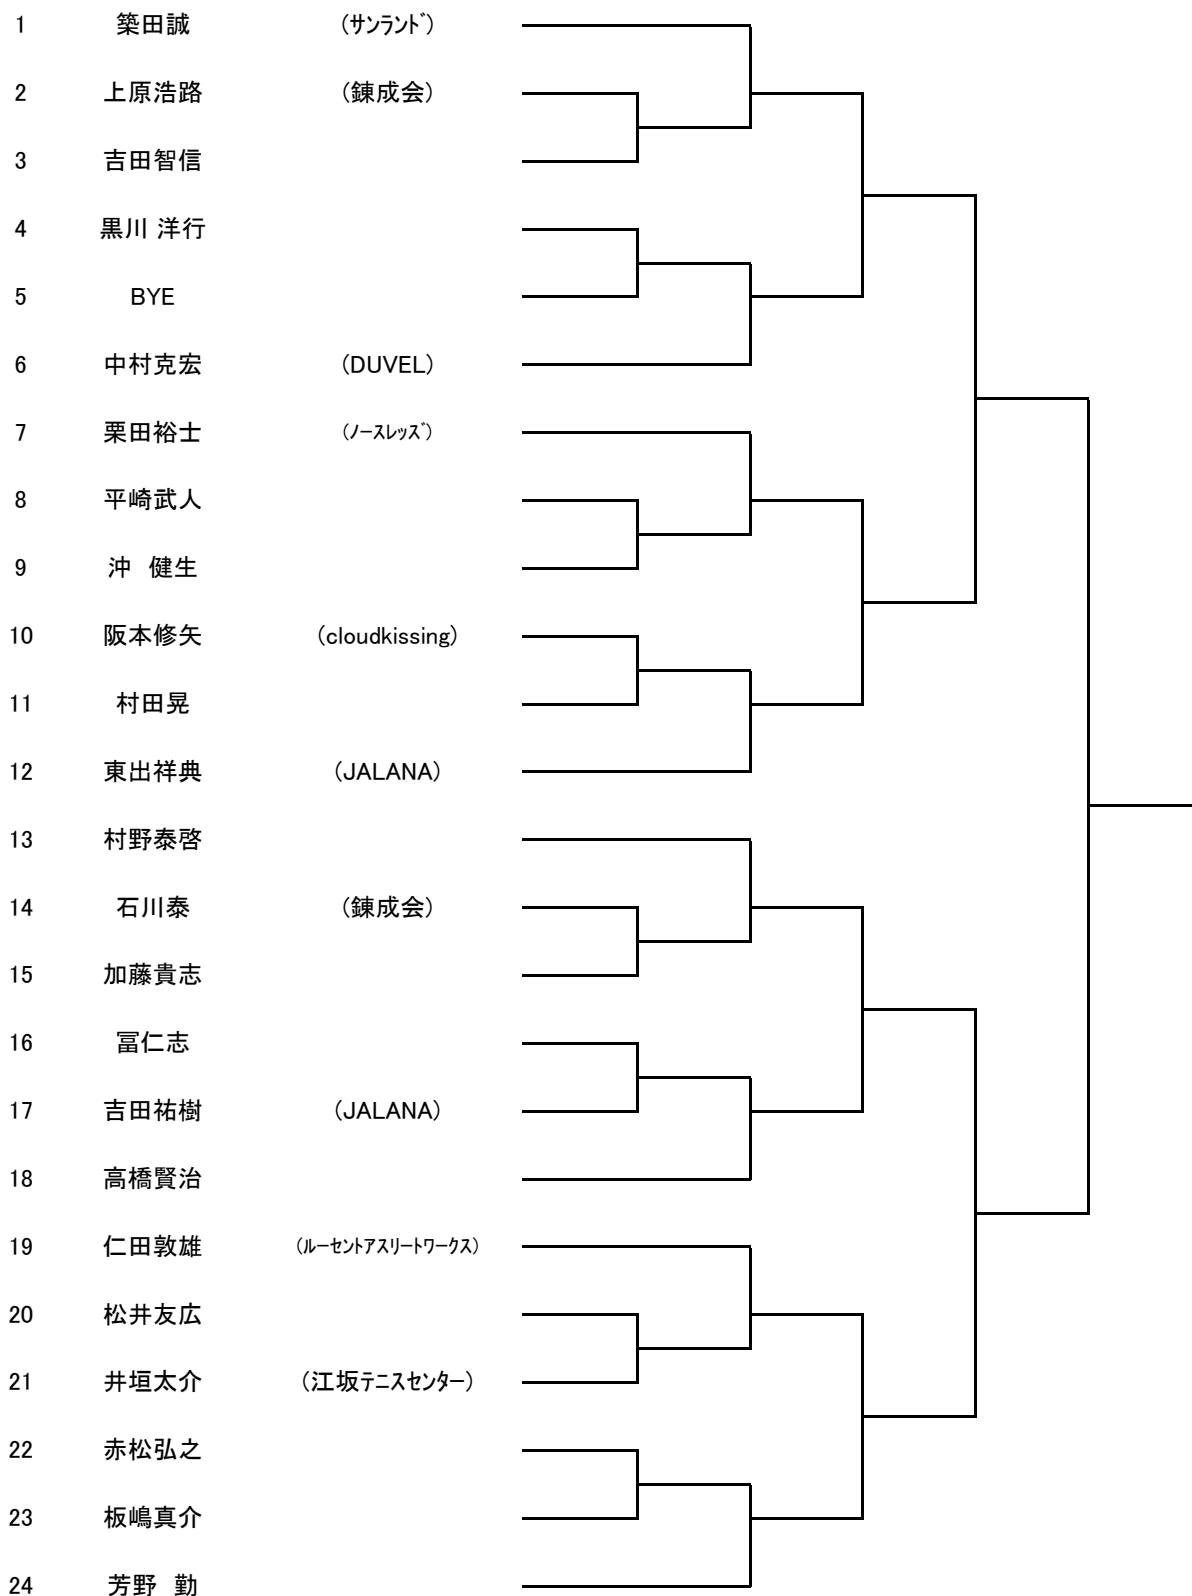 1 築田誠 (サンランド)
2 上原浩路 (錬成会)
3 吉田智信
4 黒川 洋行
5 BYE
6 中村克宏 (DUVEL)
7 栗田裕士 (ノースレッズ)
8 平崎武人
9 沖　健生
10 阪本修矢 (cloudkissing)
11 村田晃
12 東出祥典 (JALANA)
13 村野泰啓
14 石川泰 (錬成会)
15 加藤貴志
16 冨仁志
17 吉田祐樹 (JALANA)
18 高橋賢治
19 仁田敦雄 (ルーセントアスリートワークス)
20 松井友広
21 井垣太介 (江坂テニスセンター)
22 赤松弘之
23 板嶋真介
24 芳野　勤